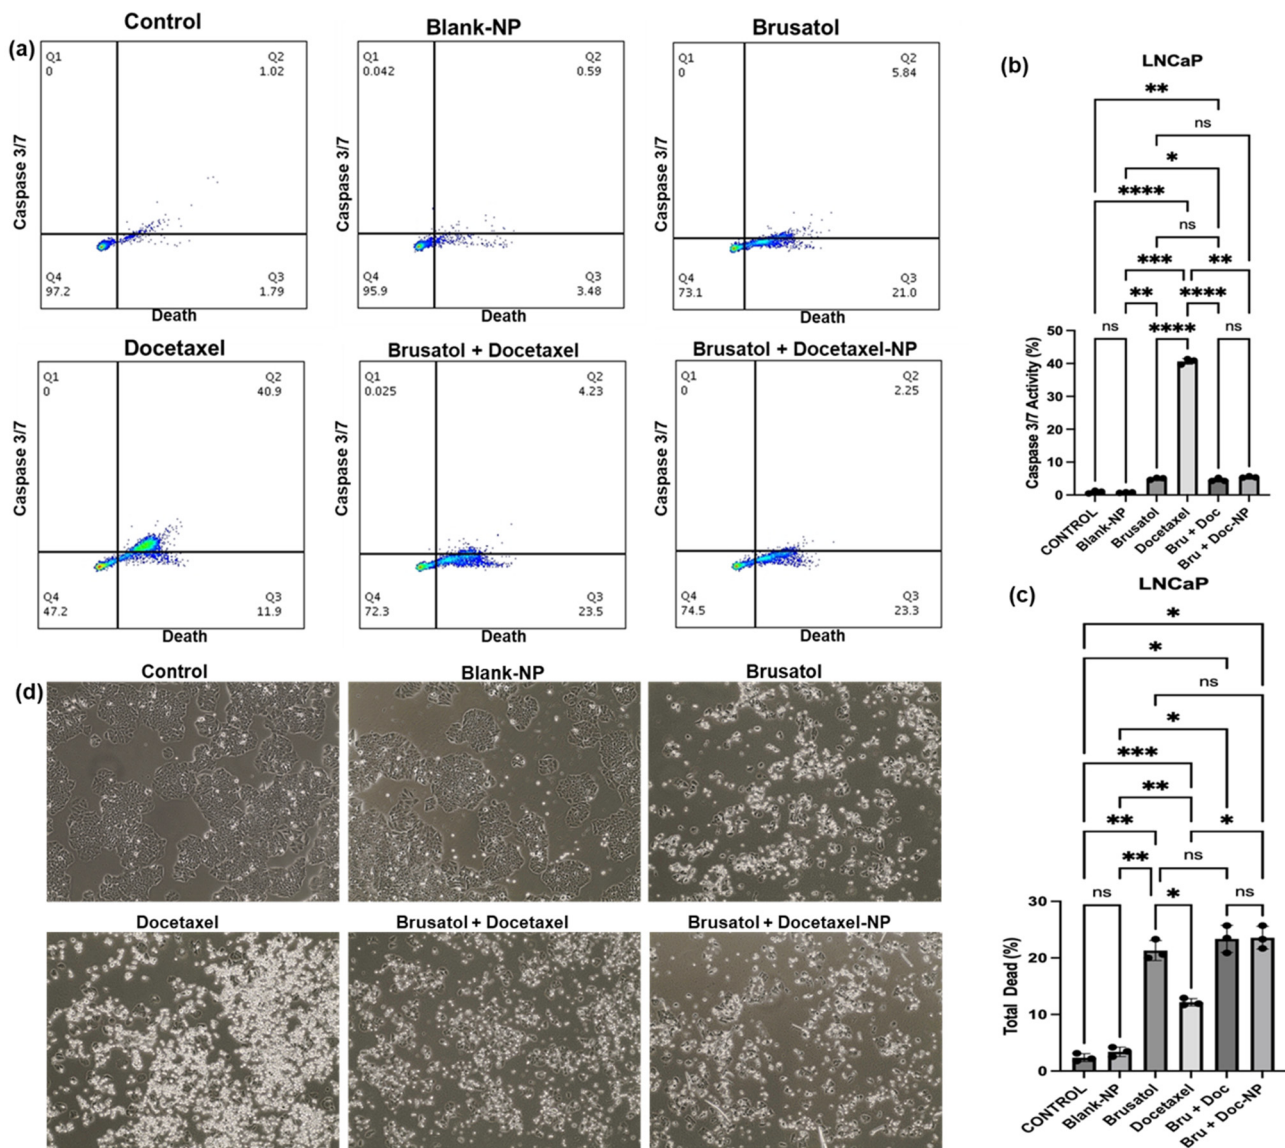 (a)
Control
Blank-NP
Brusatol
Q1
0
Q2
1.02
Q4
97.2
Q3
1.79
Caspase 3/7
Death
Q1
0.042
Q2
0.59
Q4
95.9
Q3
3.48
Caspase 3/7
Death
Q1
0
Q2
5.84
Q4
73.1
Q3
21.0
Caspase 3/7
Death
Docetaxel
Brusatol + Docetaxel
Brusatol + Docetaxel-NP
Q1
0
Q2
40.9
Q4
47.2
Q3
11.9
Caspase 3/7
Death
Q1
0.025
Q2
4.23
Q4
72.3
Q3
23.5
Caspase 3/7
Death
Q1
0
Q2
2.25
Q4
74.5
Q3
23.3
Caspase 3/7
Death
(b)
LNCaP
**
ns
*
****
ns
*** **
** ****
ns **** ns
50
40
30
20
10
0
Caspase 3/7 Activity (%)
CONTROL
Blank-NP
Brusatol
Docetaxel
Bru + Doc
Bru + Doc-NP
(c)
LNCaP
*
*
ns
*
***
**
** *
** ns
ns * ns
30
20
10
0
Total Dead (%)
CONTROL
Blank-NP
Brusatol
Docetaxel
Bru + Doc
Bru + Doc-NP
(d)
Control
Blank-NP
Brusatol
Docetaxel
Brusatol + Docetaxel
Brusatol + Docetaxel-NP